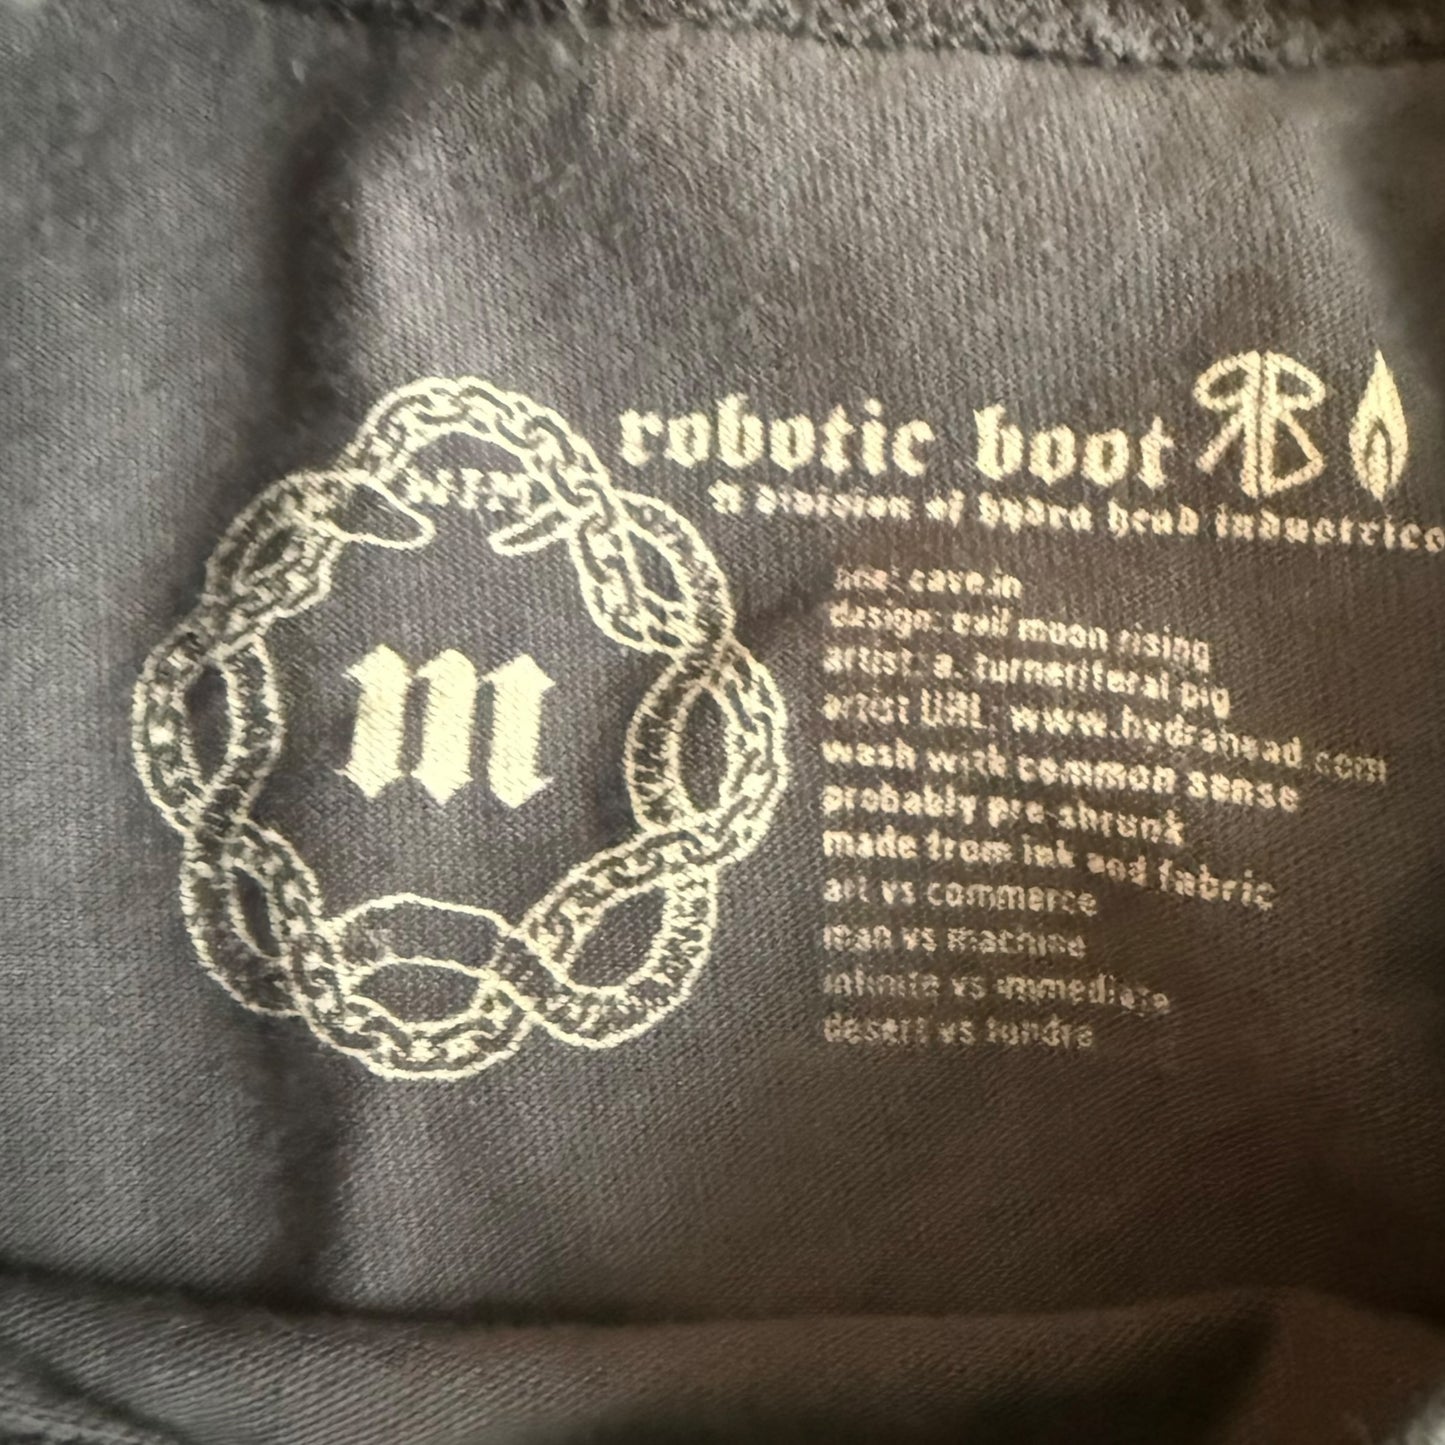 robotic boot
a division of hydra head industries
m
line: cave.in
design: evil moon rising
artist: a. turner/feral pig
artist URL: www.hydrahead.com
wash with common sense
probably pre-shrunk
made from ink and fabric
art vs commerce
man vs machine
infinite vs immediate
desert vs tundra